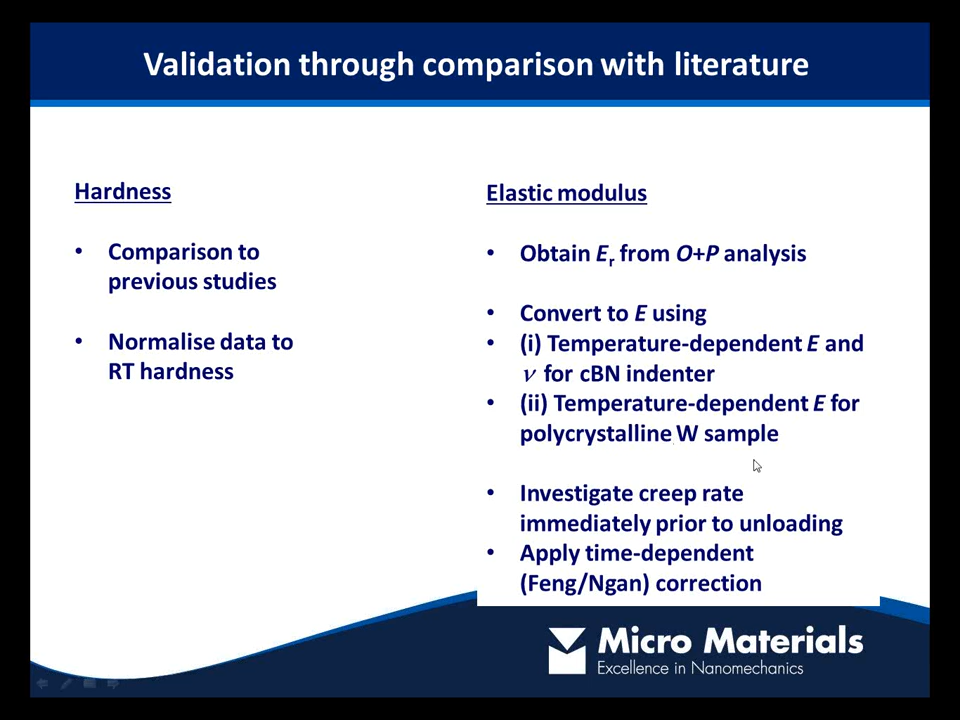 Validation through comparison with literature
Hardness
• Comparison to
previous studies
• Normalise data to
RT hardness
Elastic modulus
• Obtain Er from O+P analysis
• Convert to E using
• (i) Temperature-dependent E and
ν for cBN indenter
• (ii) Temperature-dependent E for
polycrystalline W sample
• Investigate creep rate
immediately prior to unloading
• Apply time-dependent
(Feng/Ngan) correction
Micro Materials
Excellence in Nanomechanics